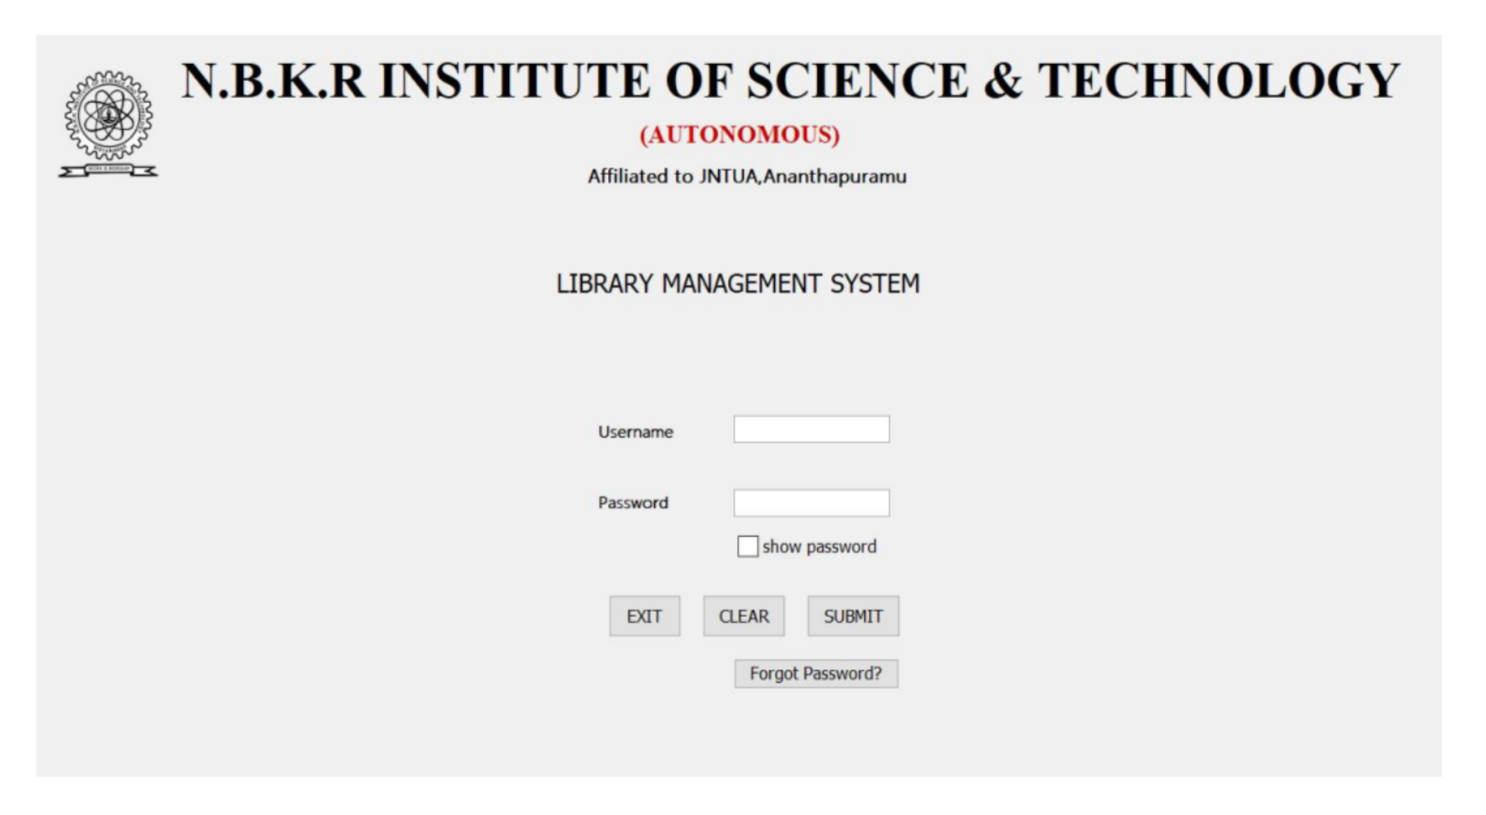 N.B.K.R INSTITUTE OF SCIENCE & TECHNOLOGY
(AUTONOMOUS)
Affiliated to JNTUA,Ananthapuramu
LIBRARY MANAGEMENT SYSTEM
Username
Password
show password
EXIT CLEAR SUBMIT
Forgot Password?